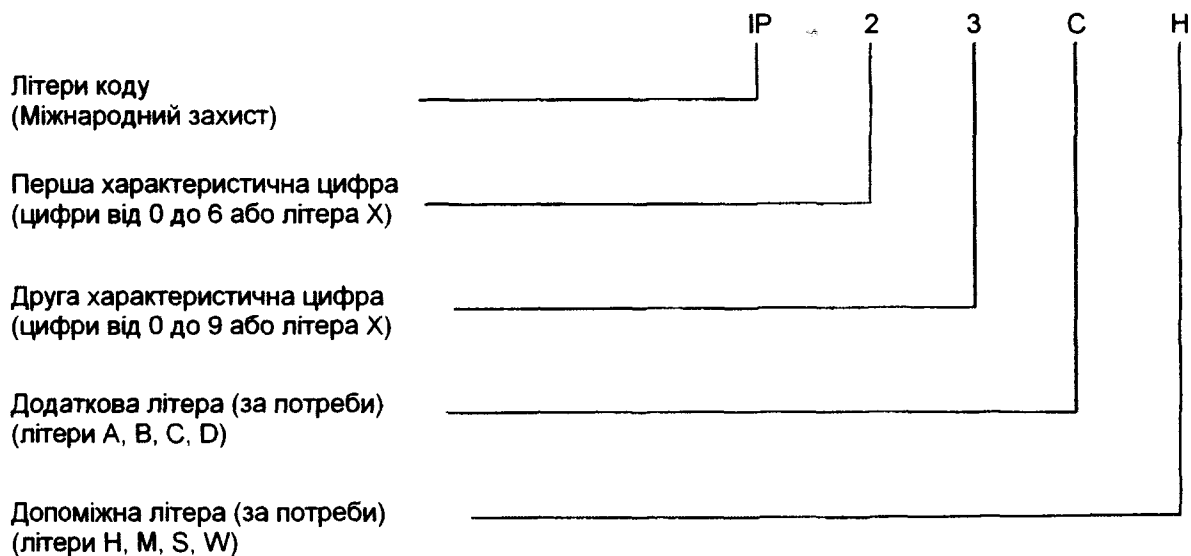 IP 2 3 C H
Літери коду
(Міжнародний захист)
Перша характеристична цифра
(цифри від 0 до 6 або літера X)
Друга характеристична цифра
(цифри від 0 до 9 або літера X)
Додаткова літера (за потреби)
(літери A, B, C, D)
Допоміжна літера (за потреби)
(літери H, M, S, W)